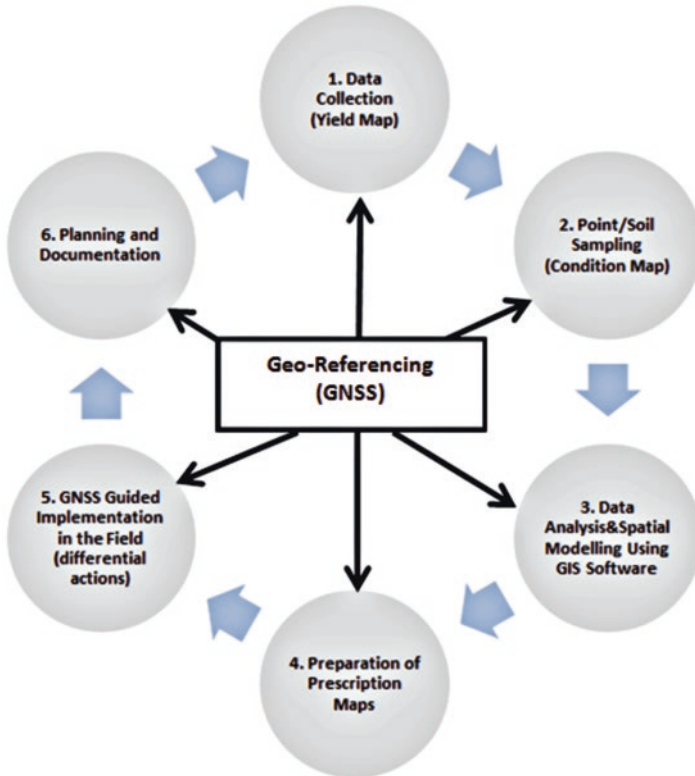 1. Data
Collection
(Yield Map)
2. Point/Soil
Sampling
(Condition Map)
3. Data
Analysis&Spatial
Modelling Using
GIS Software
4. Preparation of
Prescription
Maps
5. GNSS Guided
Implementation
in the Field
(differential
actions)
6. Planning and
Documentation
Geo-Referencing
(GNSS)